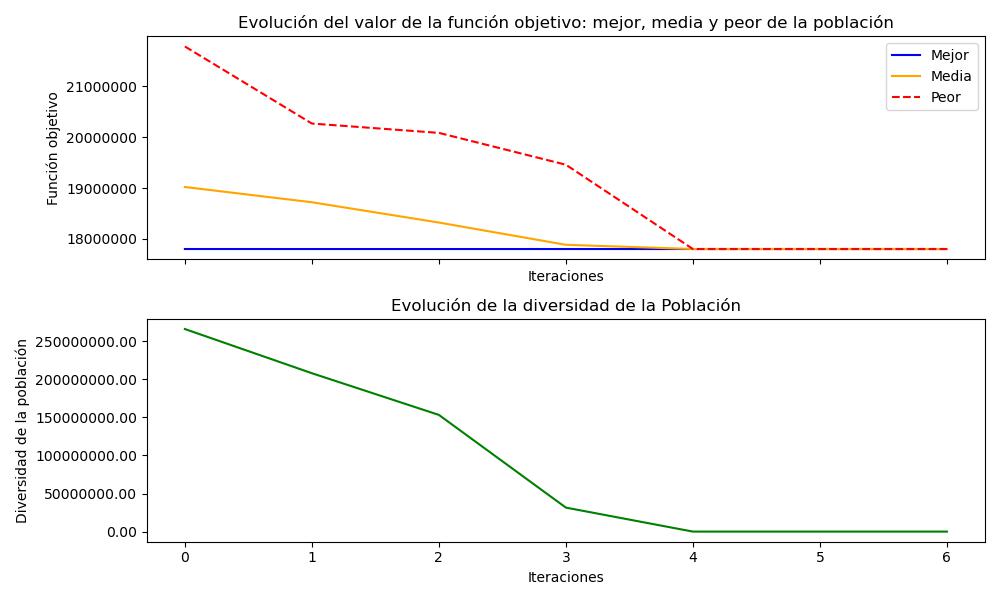 Evolución del valor de la función objetivo: mejor, media y peor de la población
Mejor
Media
Peor
Función objetivo
21000000
20000000
19000000
18000000
Iteraciones
Evolución de la diversidad de la Población
Diversidad de la población
250000000.00
200000000.00
150000000.00
100000000.00
50000000.00
0.00
0 1 2 3 4 5 6
Iteraciones